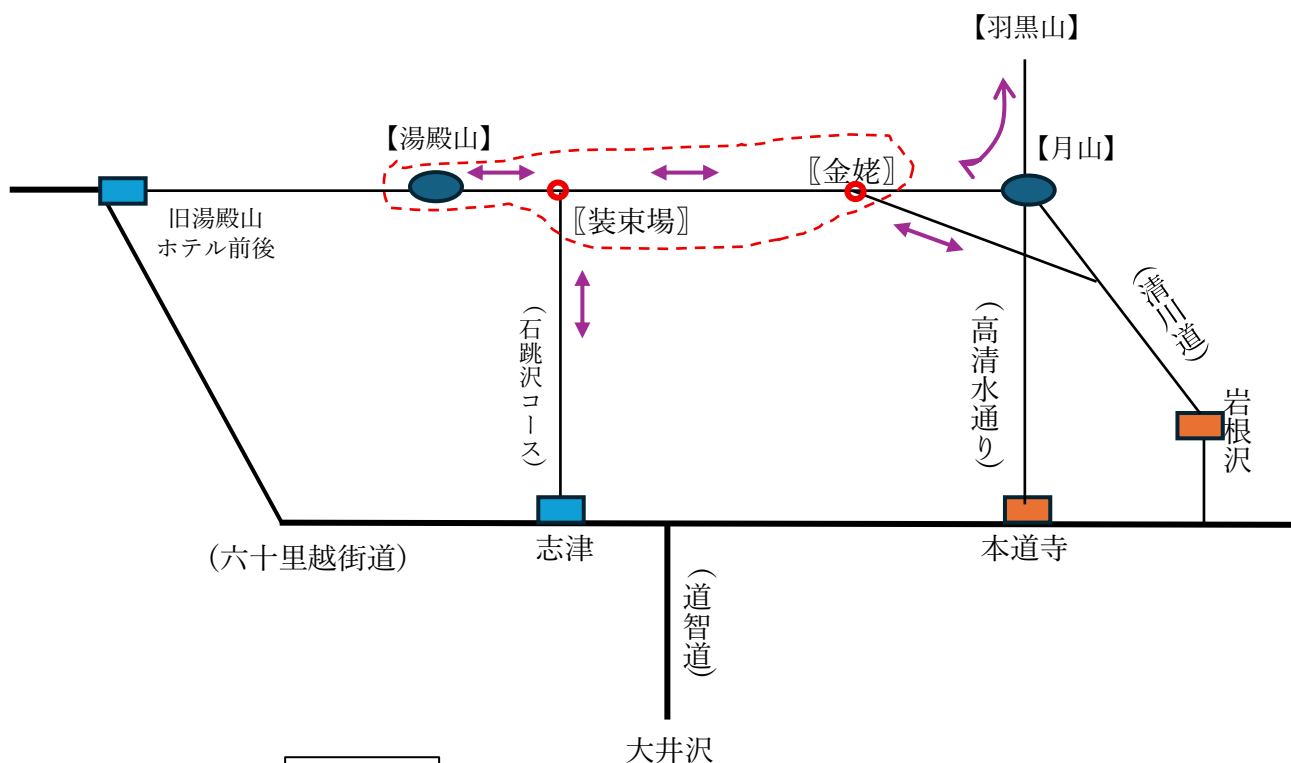 【羽黒山】
【湯殿山】
【月山】
〖金姥〗
〖装束場〗
旧湯殿山
ホテル前後
(石跳沢コース)
(高清水通り)
(清川道)
岩根沢
(六十里越街道)
志津
本道寺
(道智道)
大井沢